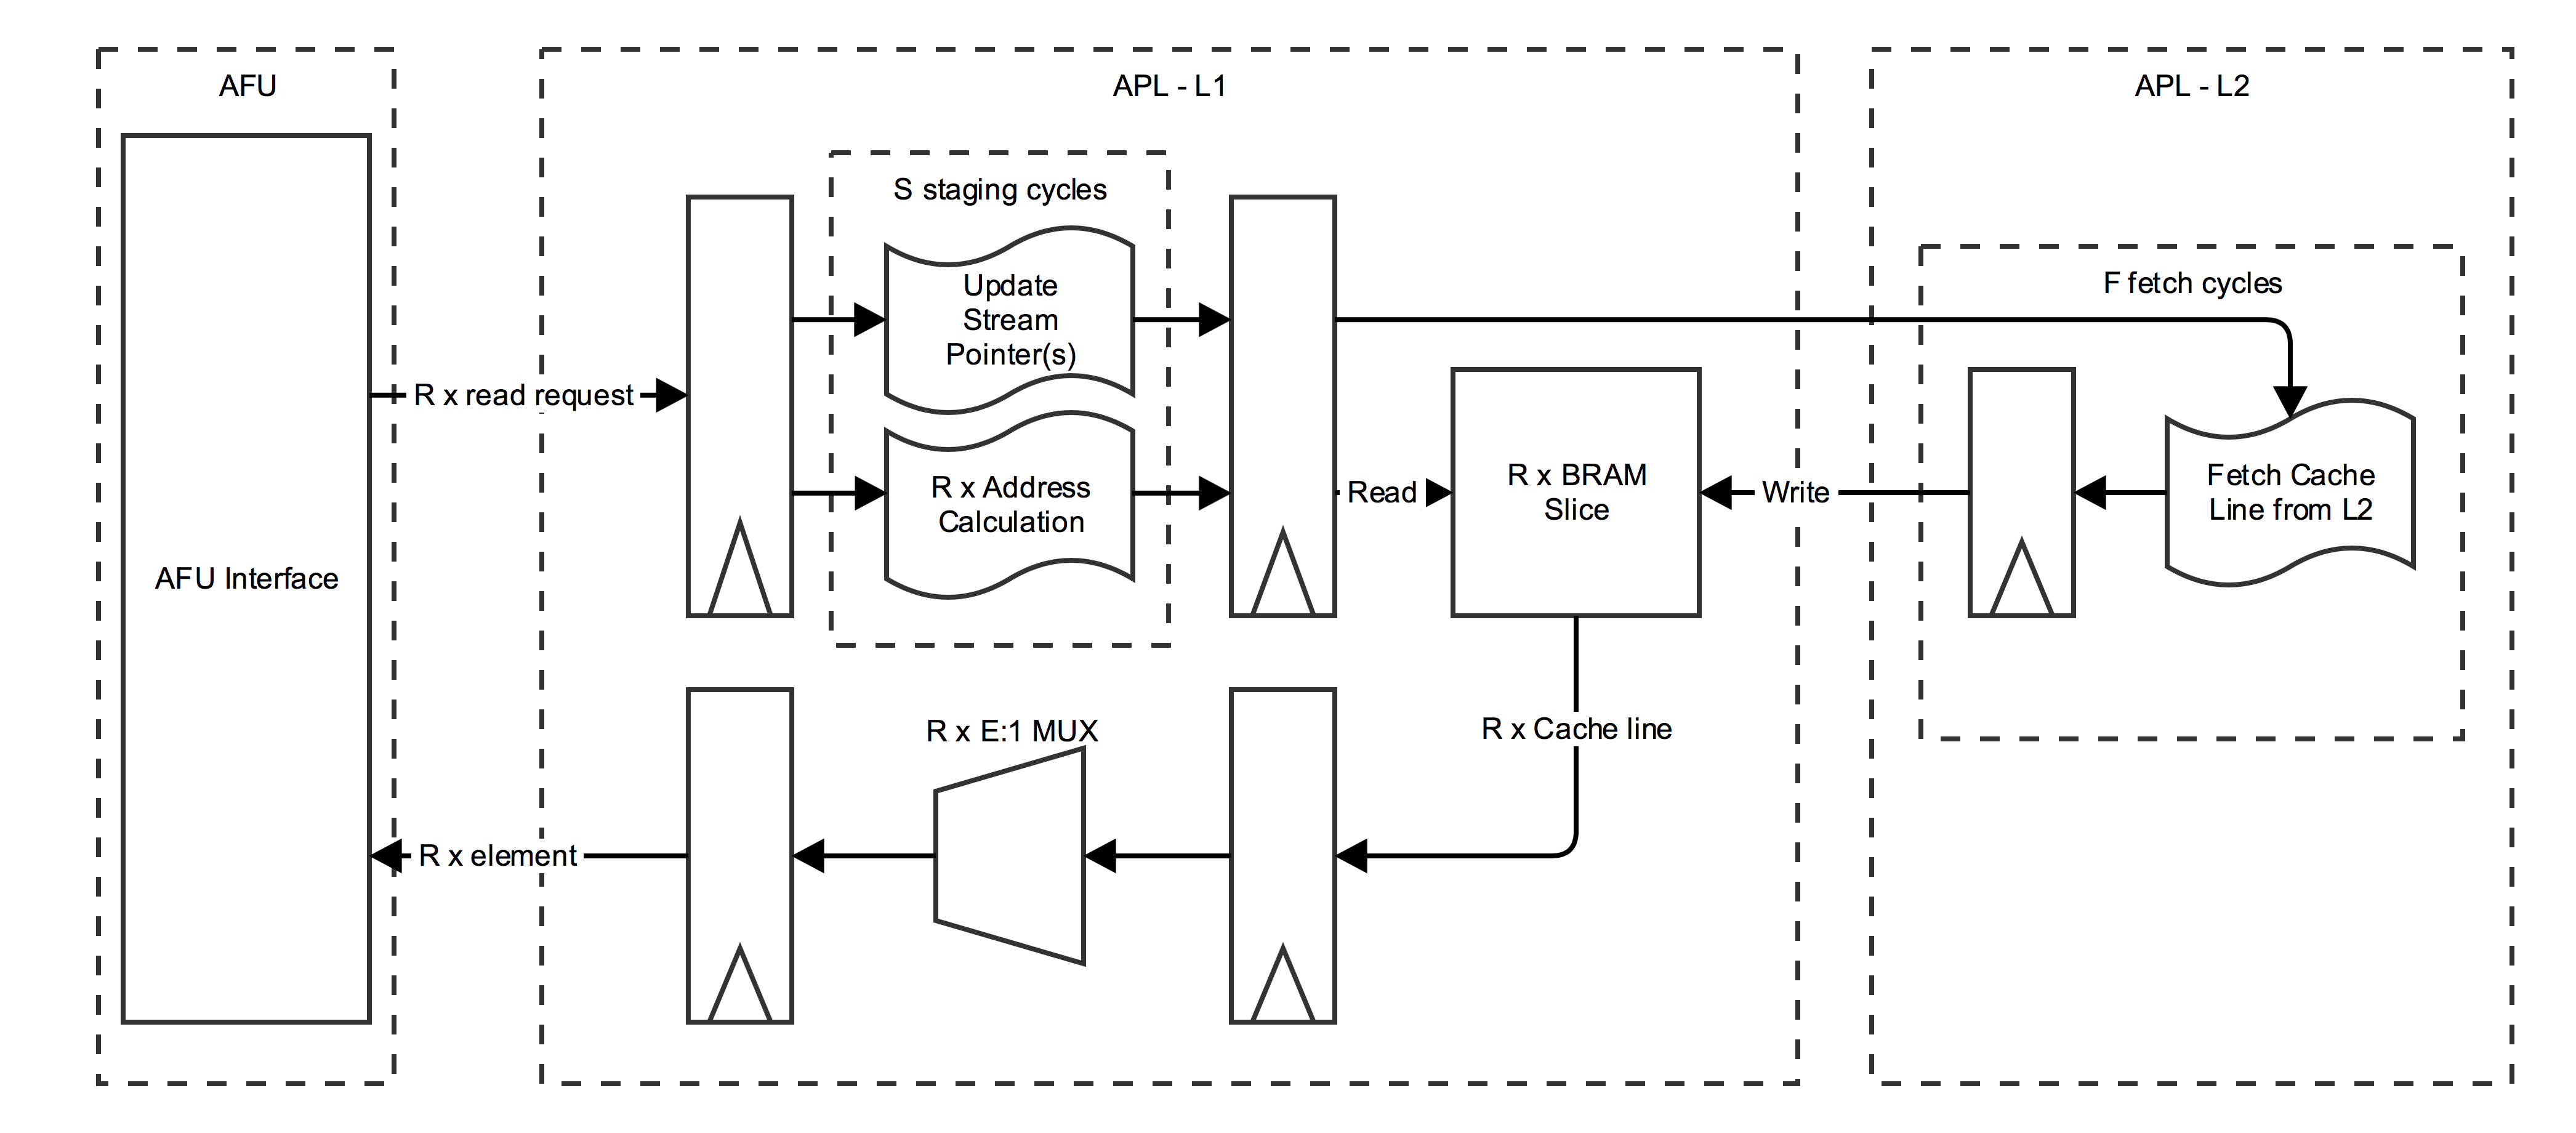 AFU
APL - L1
APL - L2
S staging cycles
Update
Stream
Pointer(s)
F fetch cycles
R x read request
R x Address
Calculation
Read
R x BRAM
Slice
Write
Fetch Cache
Line from L2
AFU Interface
R x E:1 MUX
R x Cache line
R x element